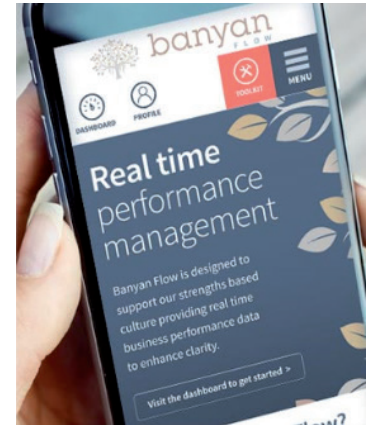 banyan
FLOW
DASHBOARD
PROFILE
TOOLKIT
MENU
Real time
performance
management
Banyan Flow is designed to
support our strengths based
culture providing real time
business performance data
to enhance clarity.
Visit the dashboard to get started >
Flow?